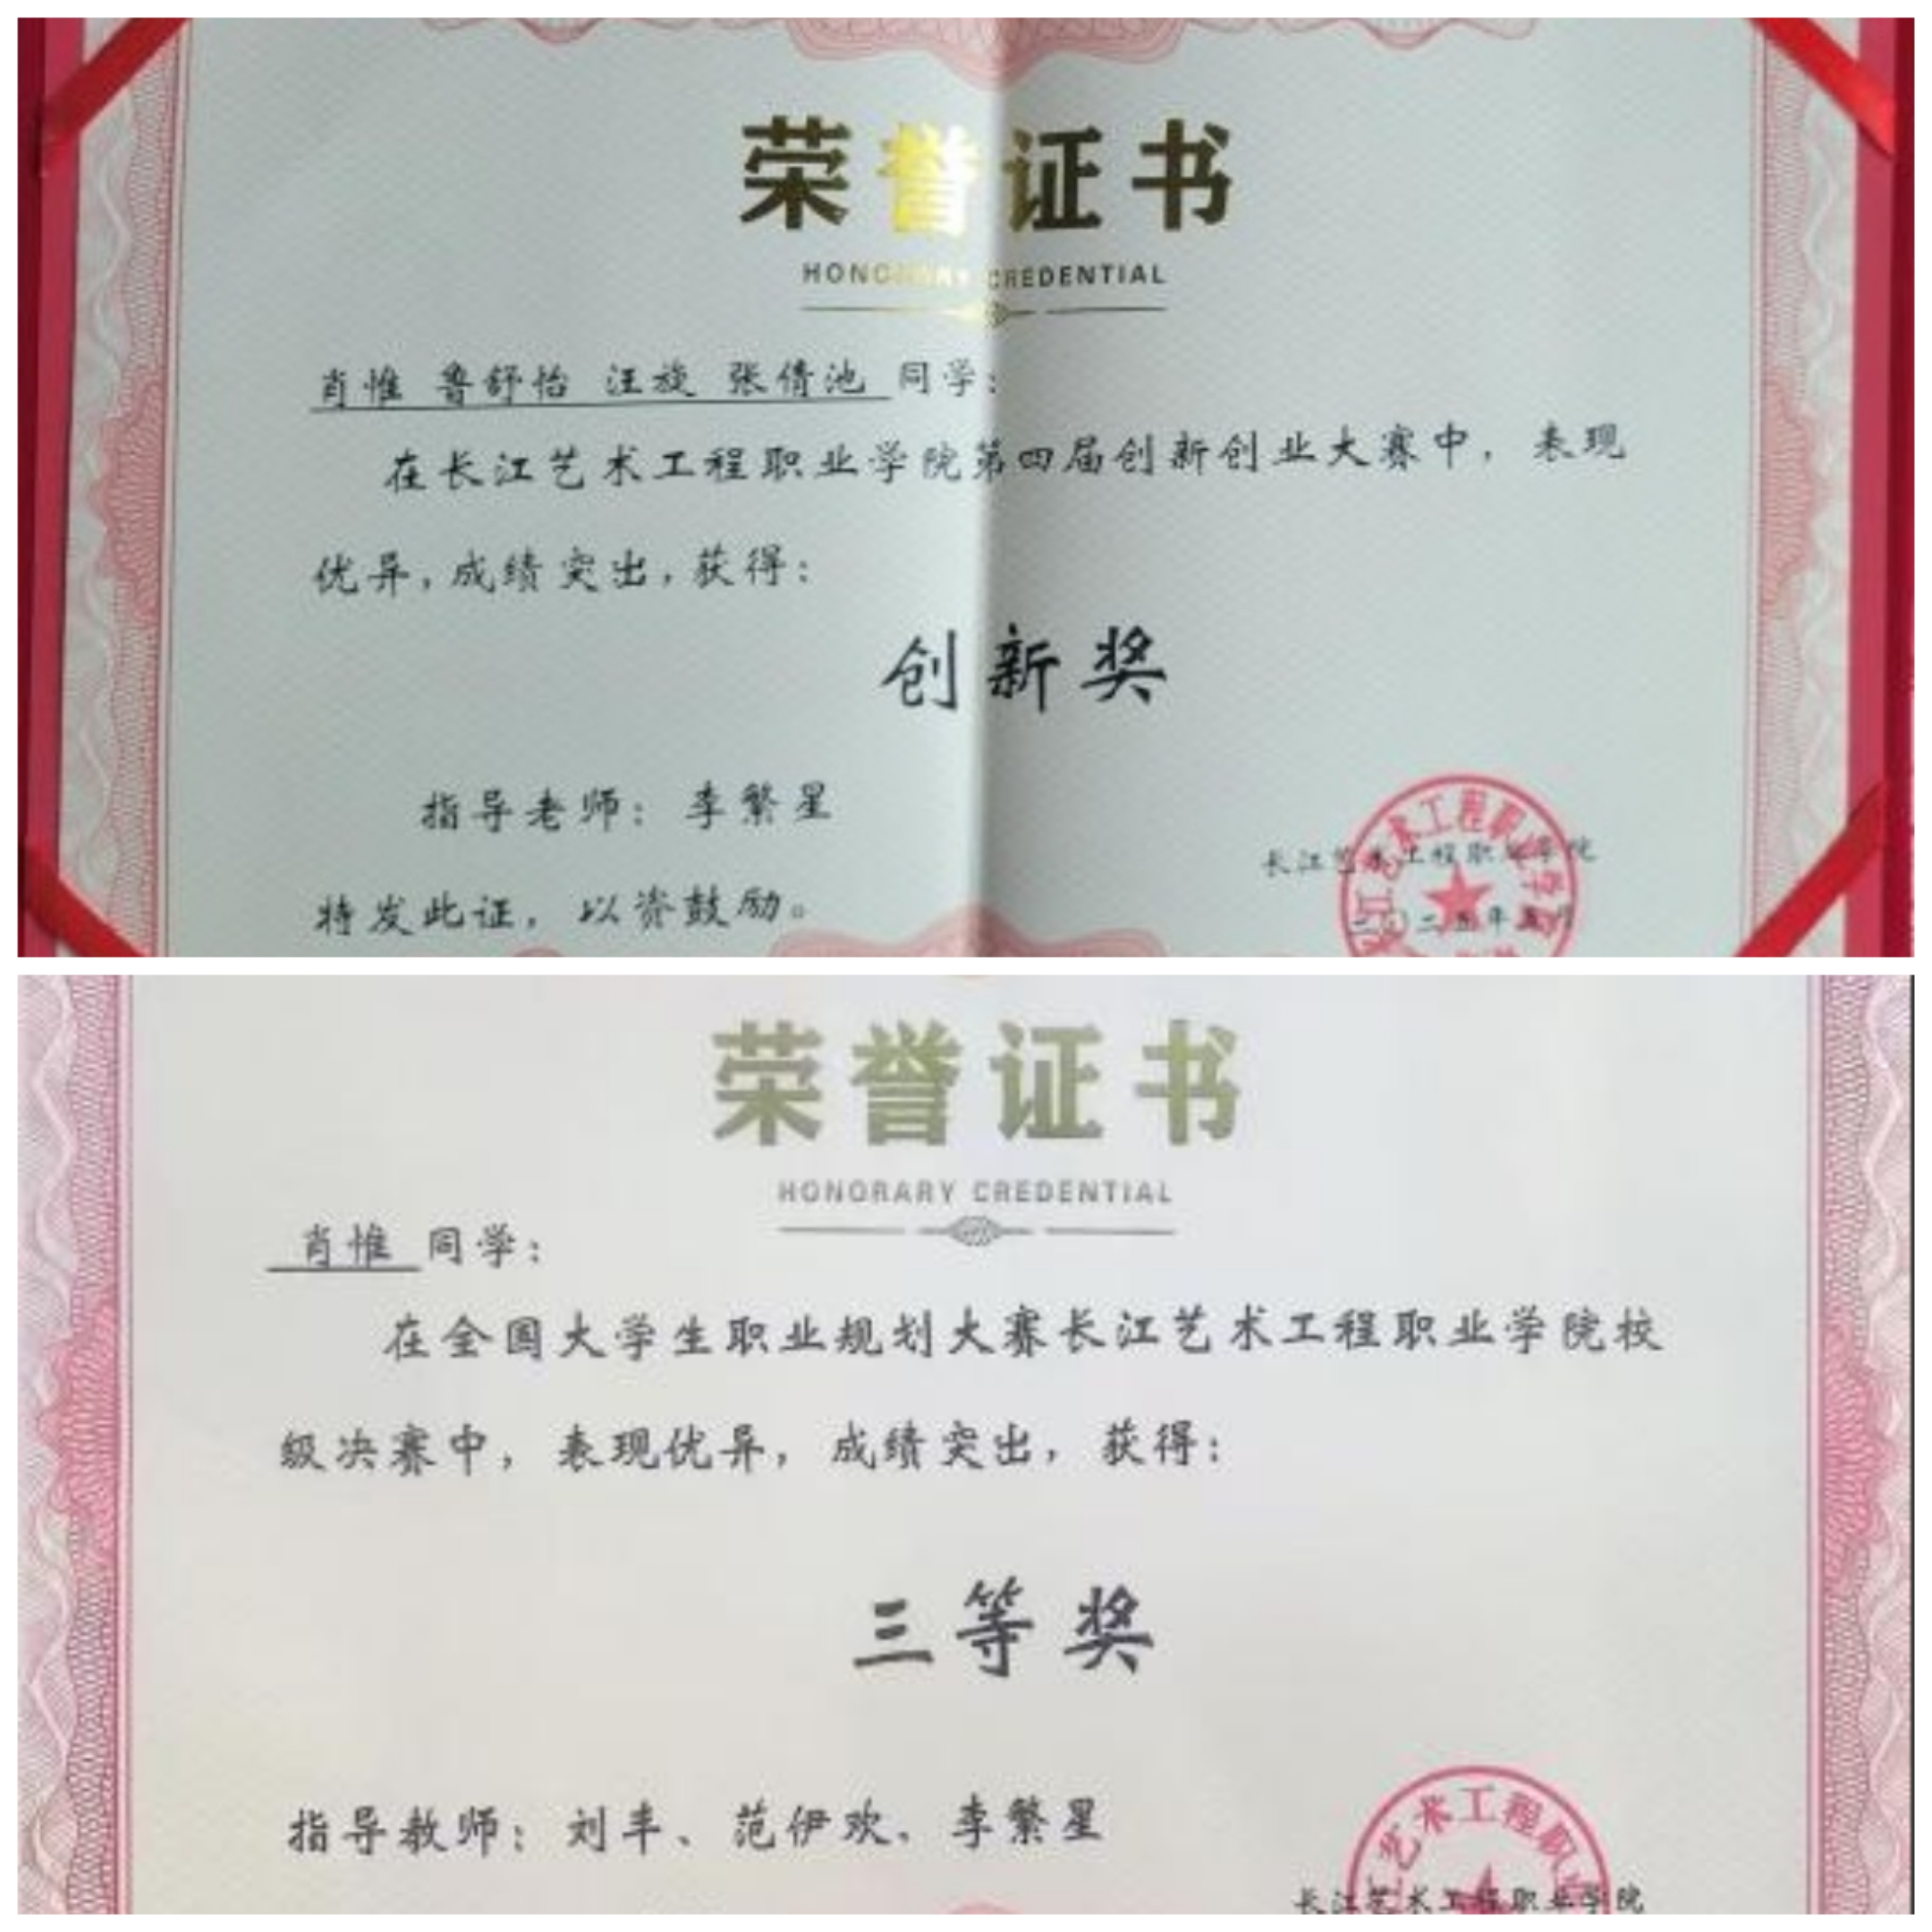 荣誉证书
HONORARY CREDENTIAL
肖惟 鲁舒怡 汪旋 张倩池 同学：
在长江艺术工程职业学院第四届创新创业大赛中，表现
优异，成绩突出，获得：
创新奖
指导老师：李繁星
长江艺术工程职业学院
二〇二五年五月
特发此证，以资鼓励。
荣誉证书
HONORARY CREDENTIAL
肖惟 同学：
在全国大学生职业规划大赛长江艺术工程职业学院校
级决赛中，表现优异，成绩突出，获得：
三等奖
指导教师：刘丰、范伊欢、李繁星
长江艺术工程职业学院